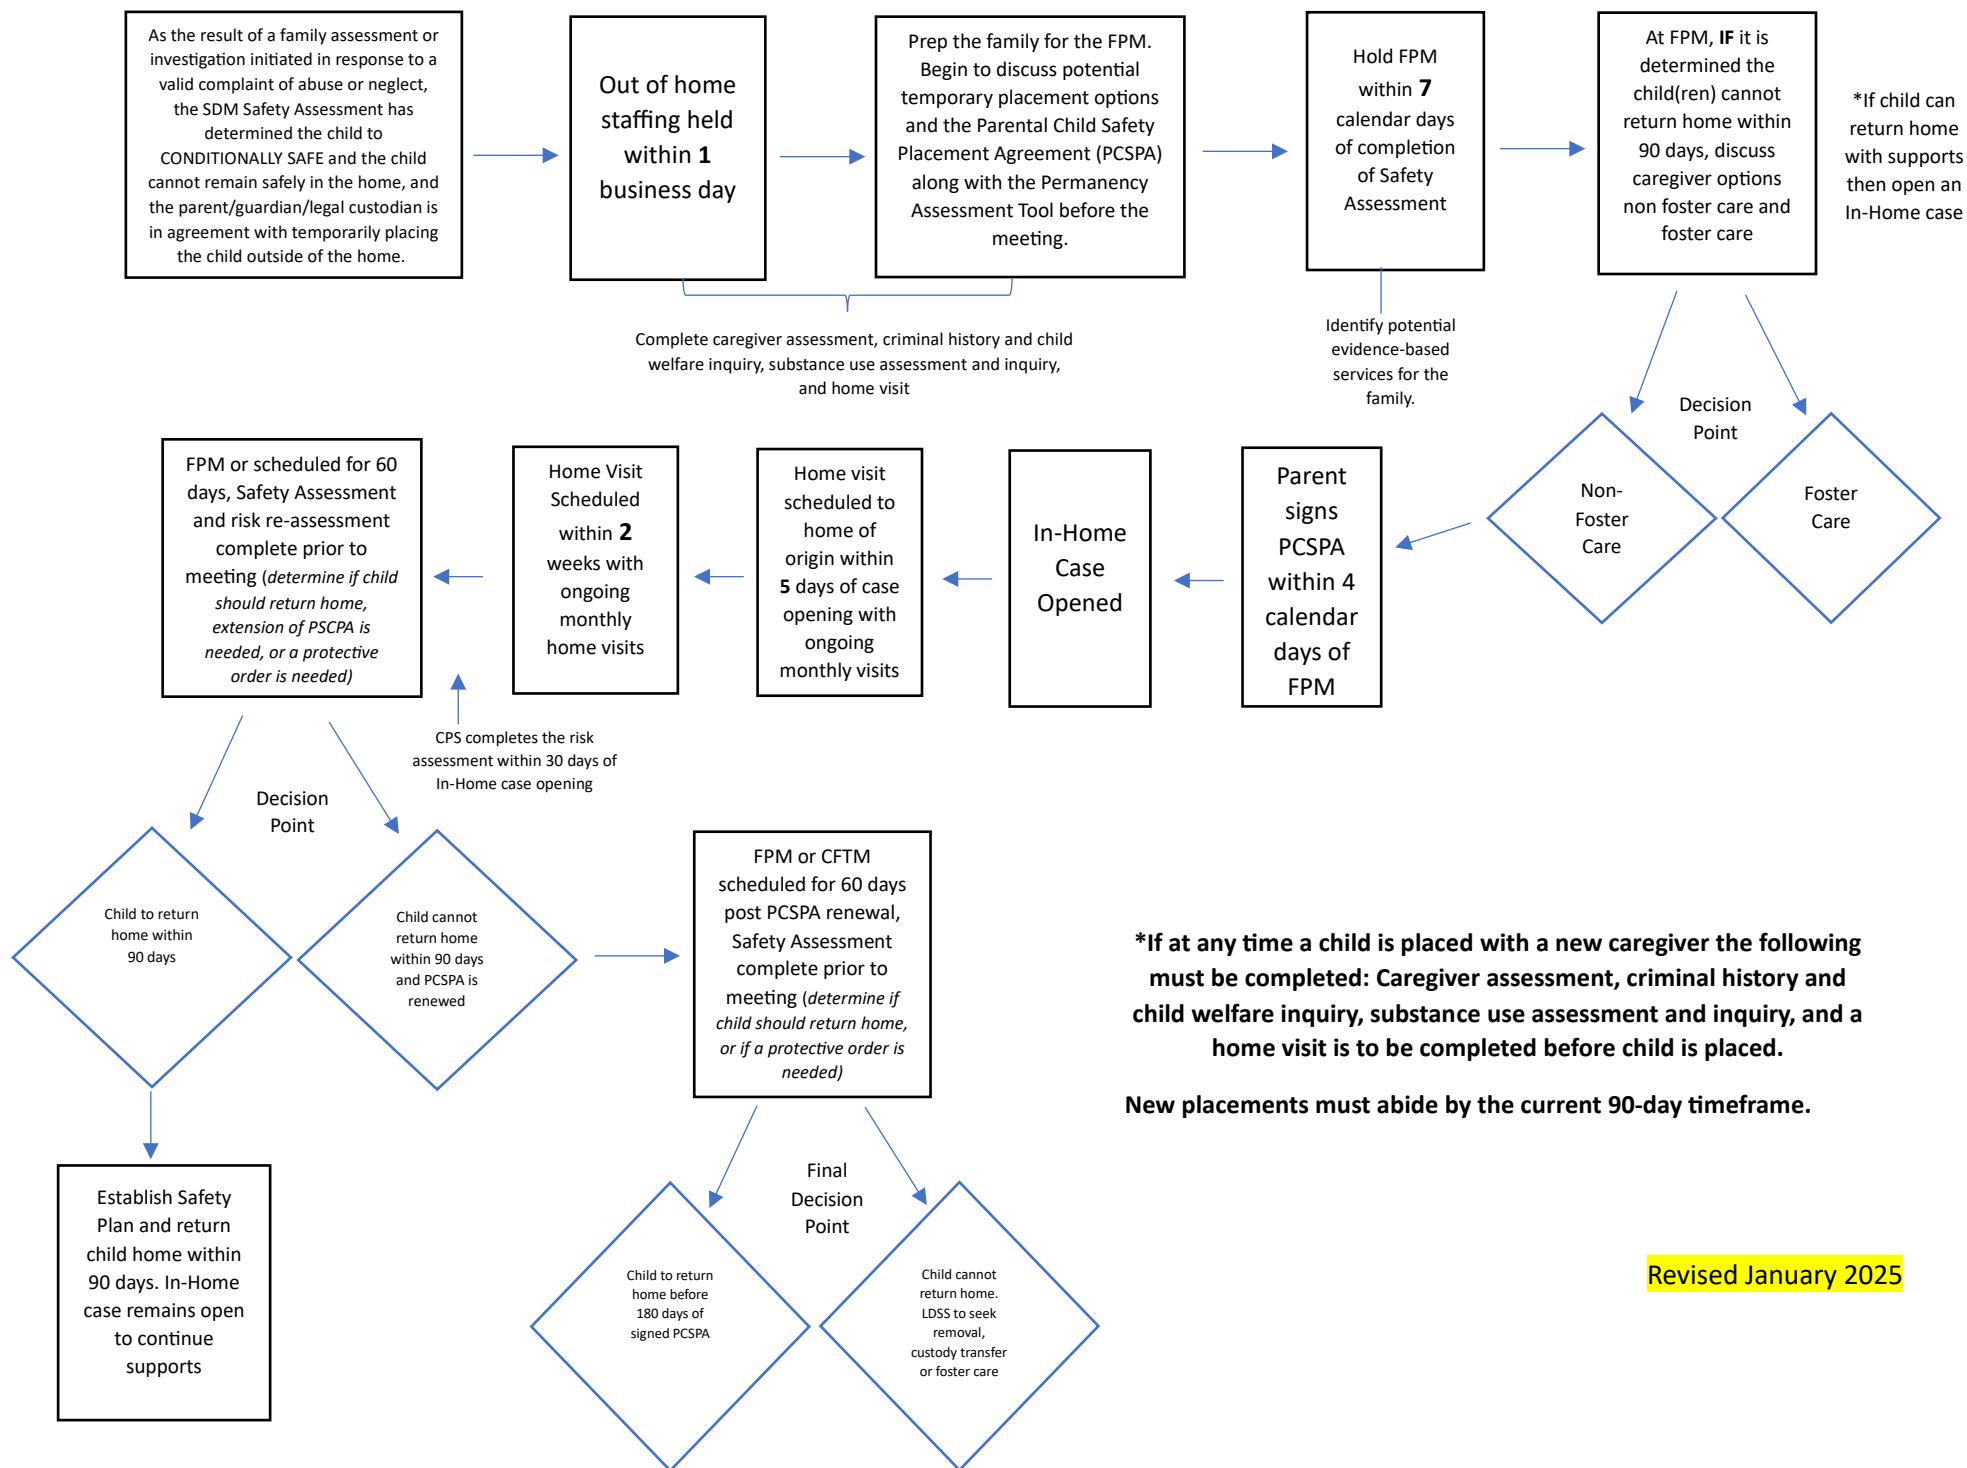 As the result of a family assessment or
investigation initiated in response to a
valid complaint of abuse or neglect,
the SDM Safety Assessment has
determined the child to
CONDITIONALLY SAFE and the child
cannot remain safely in the home, and
the parent/guardian/legal custodian is
in agreement with temporarily placing
the child outside of the home.
Out of home
staffing held
within 1
business day
Prep the family for the FPM.
Begin to discuss potential
temporary placement options
and the Parental Child Safety
Placement Agreement (PCSPA)
along with the Permanency
Assessment Tool before the
meeting.
Hold FPM
within 7
calendar days
of completion
of Safety
Assessment
At FPM, IF it is
determined the
child(ren) cannot
return home within
90 days, discuss
caregiver options
non foster care and
foster care
*If child can
return home
with supports
then open an
In-Home case
Complete caregiver assessment, criminal history and child
welfare inquiry, substance use assessment and inquiry,
and home visit
Identify potential
evidence-based
services for the
family.
Decision
Point
Non-
Foster
Care
Foster
Care
Parent
signs
PCSPA
within 4
calendar
days of
FPM
In-Home
Case
Opened
Home visit
scheduled to
home of
origin within
5 days of case
opening with
ongoing
monthly visits
Home Visit
Scheduled
within 2
weeks with
ongoing
monthly
home visits
FPM or scheduled for 60
days, Safety Assessment
and risk re-assessment
complete prior to
meeting (determine if child
should return home,
extension of PSCPA is
needed, or a protective
order is needed)
CPS completes the risk
assessment within 30 days of
In-Home case opening
Decision
Point
Child to return
home within
90 days
Child cannot
return home
within 90 days
and PCSPA is
renewed
FPM or CFTM
scheduled for 60 days
post PCSPA renewal,
Safety Assessment
complete prior to
meeting (determine if
child should return home,
or if a protective order is
needed)
*If at any time a child is placed with a new caregiver the following
must be completed: Caregiver assessment, criminal history and
child welfare inquiry, substance use assessment and inquiry, and a
home visit is to be completed before child is placed.
New placements must abide by the current 90-day timeframe.
Establish Safety
Plan and return
child home within
90 days. In-Home
case remains open
to continue
supports
Final
Decision
Point
Child to return
home before
180 days of
signed PCSPA
Child cannot
return home.
LDSS to seek
removal,
custody transfer
or foster care
Revised January 2025